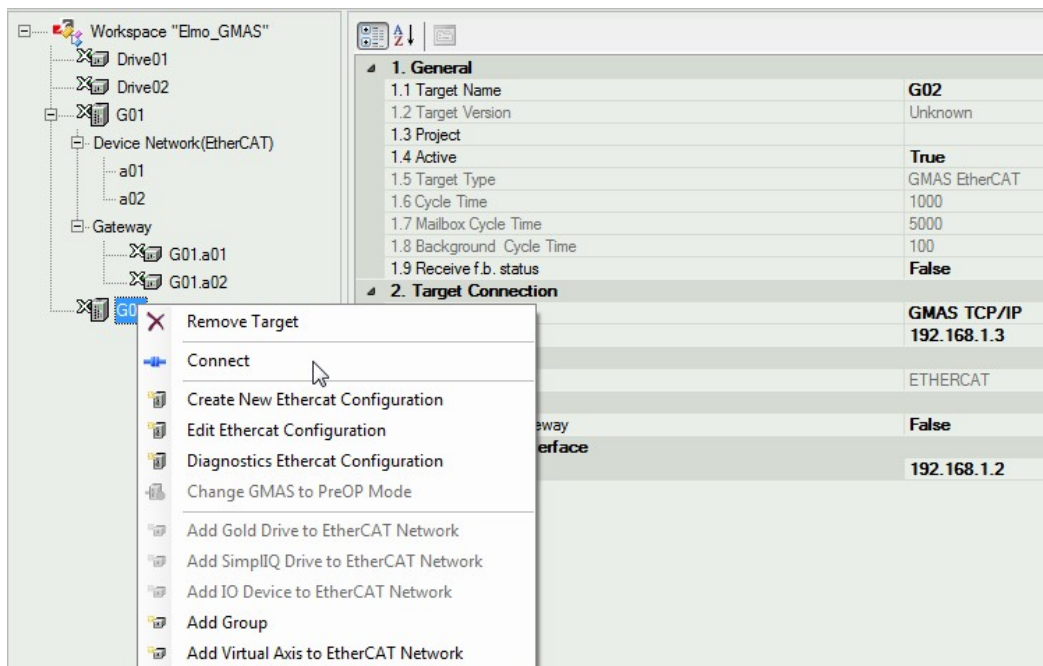 Workspace "Elmo_GMAS"
Drive01
Drive02
G01
Device Network(EtherCAT)
a01
a02
Gateway
G01.a01
G01.a02
G0
Remove Target
Connect
Create New Ethercat Configuration
Edit Ethercat Configuration
Diagnostics Ethercat Configuration
Change GMAS to PreOP Mode
Add Gold Drive to EtherCAT Network
Add SimplIQ Drive to EtherCAT Network
Add IO Device to EtherCAT Network
Add Group
Add Virtual Axis to EtherCAT Network
1. General
1.1 Target Name G02
1.2 Target Version Unknown
1.3 Project
1.4 Active True
1.5 Target Type GMAS EtherCAT
1.6 Cycle Time 1000
1.7 Mailbox Cycle Time 5000
1.8 Background Cycle Time 100
1.9 Receive f.b. status False
2. Target Connection
GMAS TCP/IP
192.168.1.3
ETHERCAT
eway False
erface
192.168.1.2